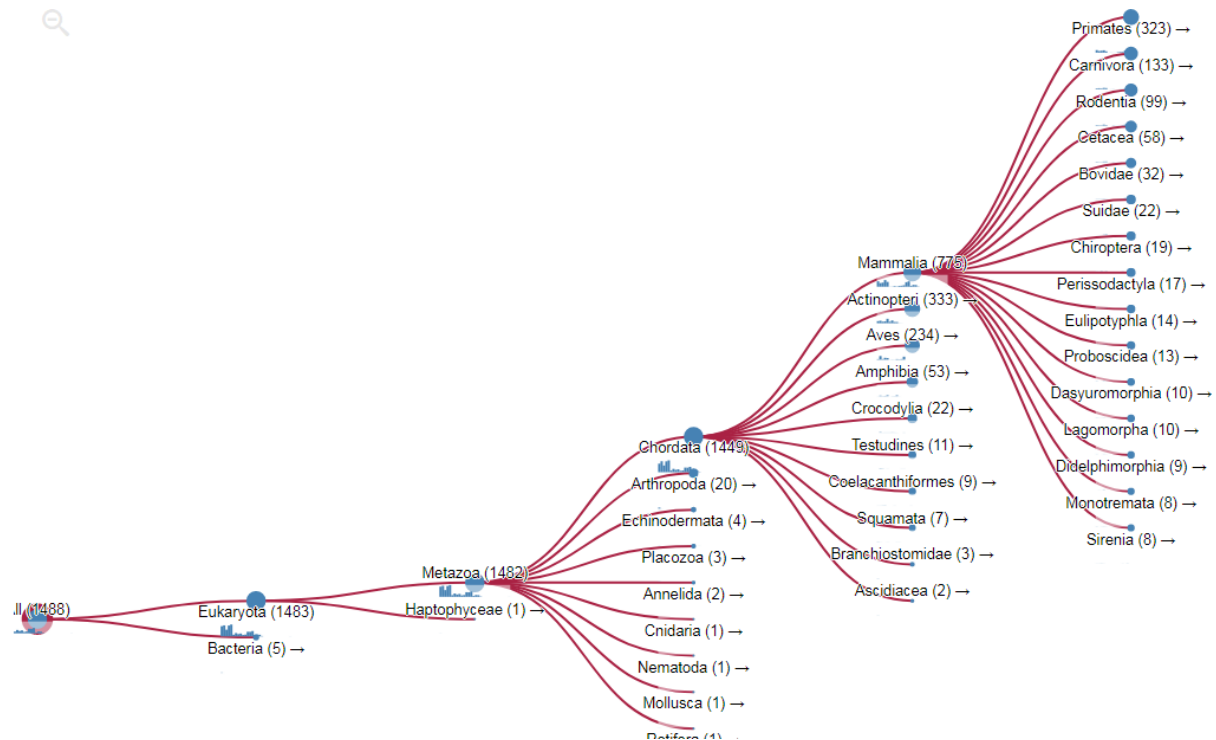 Primates (323) →
Carnivora (133) →
Rodentia (99) →
Cetacea (58) →
Bovidae (32) →
Suidae (22) →
Chiroptera (19) →
Perissodactyla (17) →
Eulipotyphla (14) →
Proboscidea (13) →
Dasyuromorphia (10) →
Lagomorpha (10) →
Didelphimorphia (9) →
Monotremata (8) →
Sirenia (8) →
Mammalia (775)
Actinopteri (333) →
Aves (234) →
Amphibia (53) →
Crocodylia (22) →
Testudines (11) →
Coelacanthiformes (9) →
Squamata (7) →
Branchiostomidae (3) →
Ascidiacea (2) →
Chordata (1449)
Arthropoda (20) →
Echinodermata (4) →
Placozoa (3) →
Annelida (2) →
Cnidaria (1) →
Nematoda (1) →
Mollusca (1) →
Rotifera (1) →
Metazoa (1482)
Haptophyceae (1) →
Eukaryota (1483)
Bacteria (5) →
(1488)